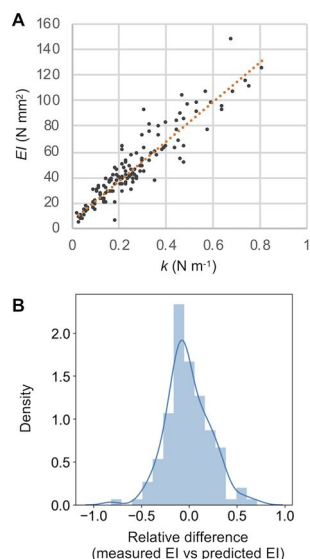 A
160
140
120
100
80
60
40
20
0
EI (N mm²)
0 0.2 0.4 0.6 0.8 1
k (N m⁻¹)
B
2.0
1.5
1.0
0.5
0.0
Density
−1.0 −0.5 0.0 0.5 1.0
Relative difference
(measured EI vs predicted EI)